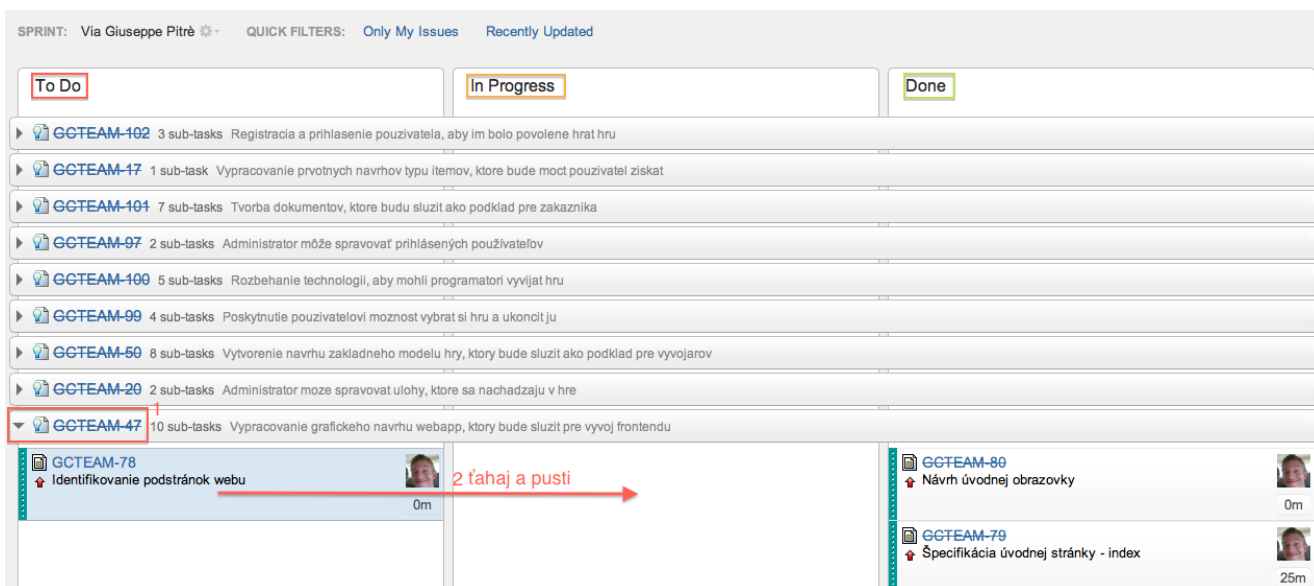 SPRINT: Via Giuseppe Pitrè QUICK FILTERS: Only My Issues Recently Updated
To Do In Progress Done
GCTEAM-102 3 sub-tasks Registracia a prihlasenie pouzivatela, aby im bolo povolene hrat hru
GCTEAM-17 1 sub-task Vypracovanie prvotnych navrhov typu itemov, ktore bude moct pouzivatel ziskat
GCTEAM-101 7 sub-tasks Tvorba dokumentov, ktore budu sluzit ako podklad pre zakaznika
GCTEAM-97 2 sub-tasks Administrator môže spravovať prihlásených používateľov
GCTEAM-100 5 sub-tasks Rozbehanie technologii, aby mohli programatori vyvijat hru
GCTEAM-99 4 sub-tasks Poskytnutie pouzivatelovi moznost vybrat si hru a ukoncit ju
GCTEAM-50 8 sub-tasks Vytvorenie navrhu zakladneho modelu hry, ktory bude sluzit ako podklad pre vyvojarov
GCTEAM-20 2 sub-tasks Administrator moze spravovat ulohy, ktore sa nachadzaju v hre
GCTEAM-47 1 10 sub-tasks Vypracovanie grafickeho navrhu webapp, ktory bude sluzit pre vyvoj frontendu
GCTEAM-78
Identifikovanie podstránok webu
0m
2 ťahaj a pusti
GCTEAM-80
Návrh úvodnej obrazovky
0m
GCTEAM-79
Špecifikácia úvodnej stránky - index
25m